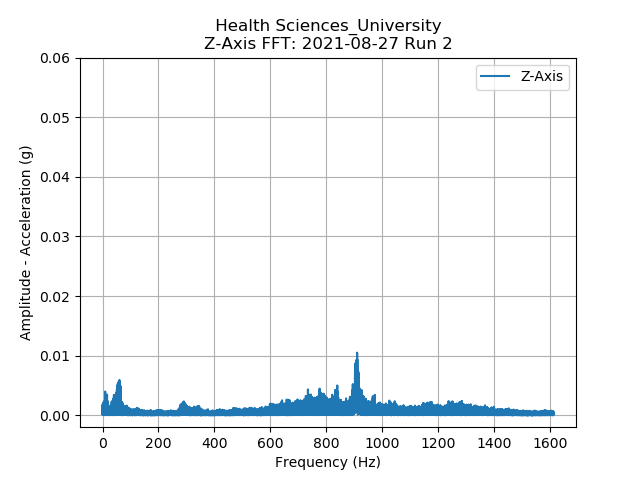 Health Sciences_University
Z-Axis FFT: 2021-08-27 Run 2
Z-Axis
0.06
0.05
0.04
0.03
0.02
0.01
0.00
Amplitude - Acceleration (g)
0 200 400 600 800 1000 1200 1400 1600
Frequency (Hz)